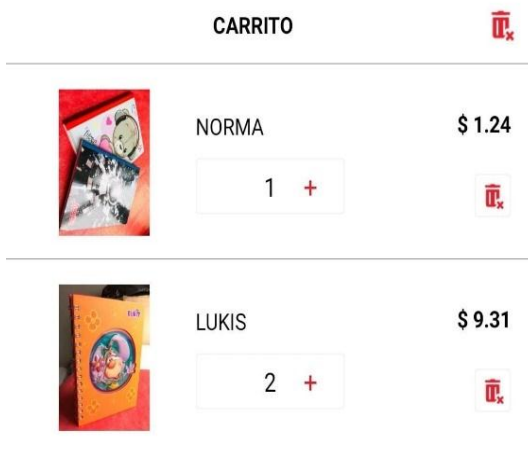 CARRITO
NORMA
$ 1.24
1 +
LUKIS
$ 9.31
2 +